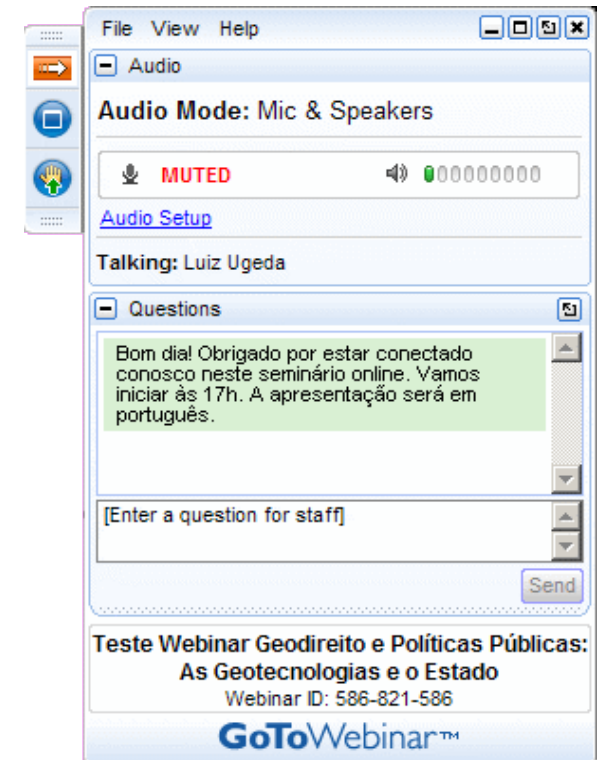 File View Help
Audio
Audio Mode: Mic & Speakers
MUTED
Audio Setup
Talking: Luiz Ugeda
Questions
Bom dia! Obrigado por estar conectado
conosco neste seminário online. Vamos
iniciar às 17h. A apresentação será em
português.
[Enter a question for staff]
Send
Teste Webinar Geodireito e Políticas Públicas:
As Geotecnologias e o Estado
Webinar ID: 586-821-586
GoToWebinar™